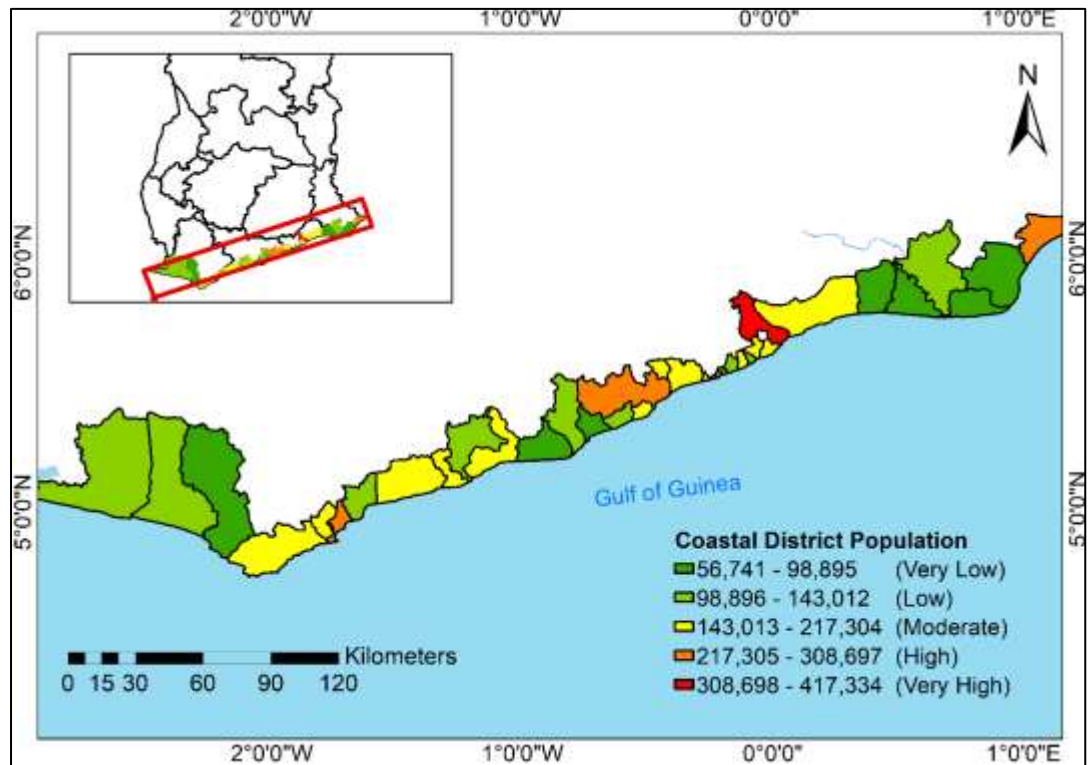 2°0'0"W 1°0'0"W 0°0'0" 1°0'0"E
N
6°0'0"N 6°0'0"N
5°0'0"N 5°0'0"N
Gulf of Guinea
Coastal District Population
56,741 - 98,895 (Very Low)
98,896 - 143,012 (Low)
143,013 - 217,304 (Moderate)
217,305 - 308,697 (High)
308,698 - 417,334 (Very High)
Kilometers
0 15 30 60 90 120
2°0'0"W 1°0'0"W 0°0'0" 1°0'0"E